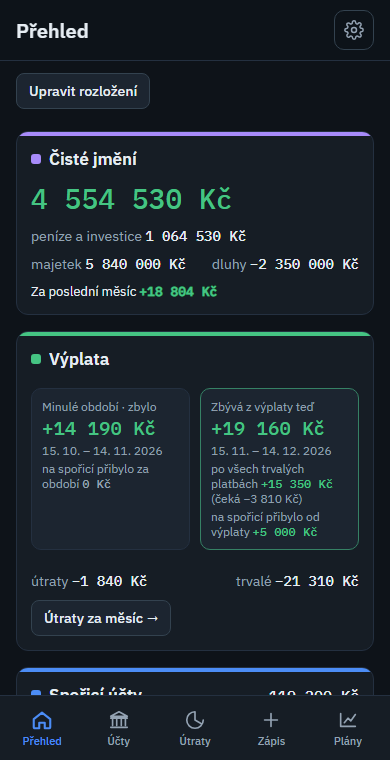 Přehled
Upravit rozložení
Čisté jmění
4 554 530 Kč
peníze a investice 1 064 530 Kč
majetek 5 840 000 Kč dluhy −2 350 000 Kč
Za poslední měsíc +18 804 Kč
Výplata
Minulé období · zbylo
+14 190 Kč
15. 10. – 14. 11. 2026
na spořicí přibylo za
období 0 Kč
Zbývá z výplaty teď
+19 160 Kč
15. 11. – 14. 12. 2026
po všech trvalých
platbách +15 350 Kč
(čeká −3 810 Kč)
na spořicí přibylo od
výplaty +5 000 Kč
útraty −1 840 Kč trvalé −21 310 Kč
Útraty za měsíc →
Spořicí účty
Přehled Účty Útraty Zápis Plány